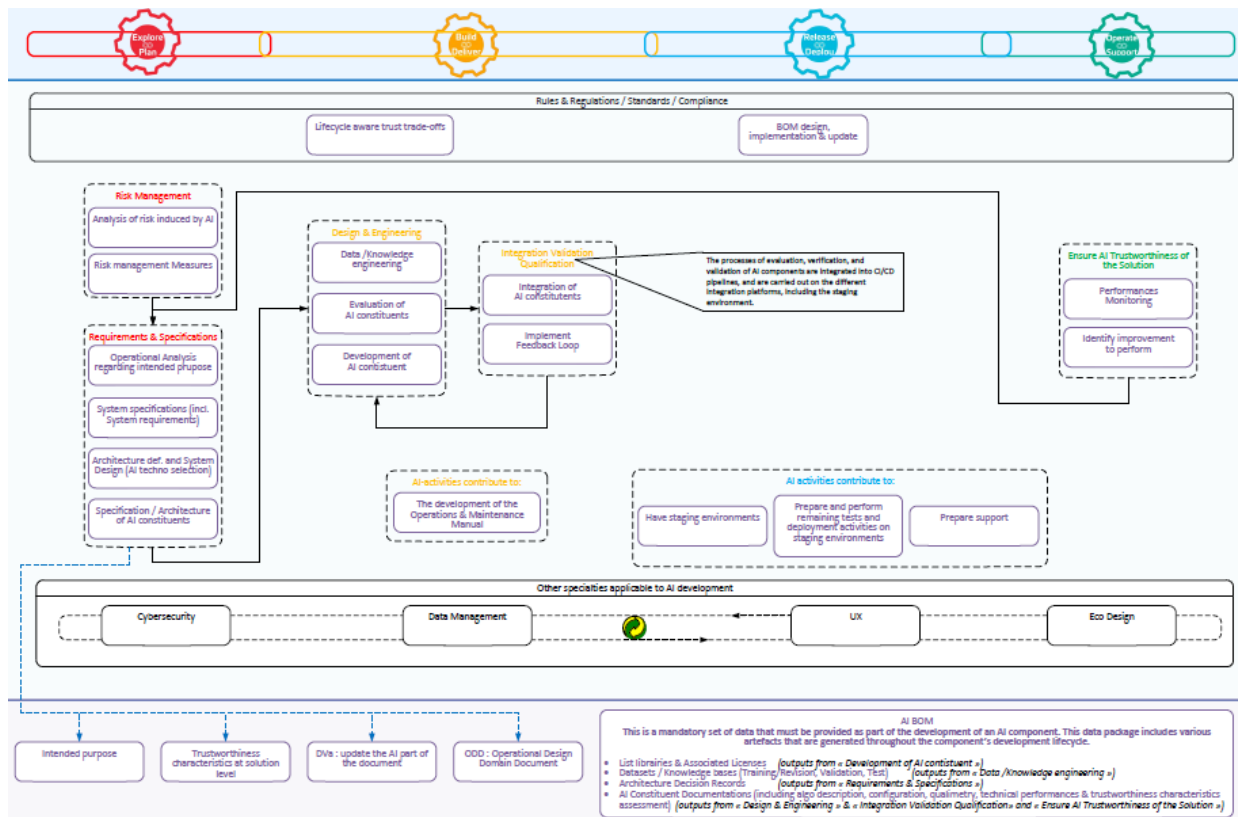 Explore
Plan
Build
Deliver
Release
Deploy
Operate
Support
Rules & Regulations / Standards / Compliance
Lifecycle aware trust trade-offs
BOM design,
implementation & update
Risk Management
Analysis of risk induced by AI
Risk management Measures
Requirements & Specifications
Operational Analysis
regarding intended prupose
System specifications (incl.
System requirements)
Architecture def. and System
Design (AI techno selection)
Specification / Architecture
of AI constituents
Design & Engineering
Data /Knowledge
engineering
Evaluation of
AI constituents
Development of
AI contistuent
Integration Validation
Qualification
Integration of
AI constitutents
Implement
Feedback Loop
The processes of evaluation, verification, and
validation of AI components are integrated into CI/CD
pipelines, and are carried out on the different
integration platforms, including the staging
environment.
Ensure AI Trustworthiness of
the Solution
Performances
Monitoring
Identify improvement
to perform
AI-activities contribute to:
The development of the
Operations & Maintenance
Manual
AI activities contribute to:
Have staging environments
Prepare and perform
remaining tests and
deployment activities on
staging environments
Prepare support
Other specialties applicable to AI development
Cybersecurity
Data Management
UX
Eco Design
Intended purpose
Trustworthiness
characteristics at solution
level
DVa : update the AI part of
the document
ODD : Operational Design
Domain Document
AI BOM
This is a mandatory set of data that must be provided as part of the development of an AI component. This data package includes various
artefacts that are generated throughout the component's development lifecycle.
• List librairies & Associated Licenses (outputs from « Development of AI contistuent »)
• Datasets / Knowledge bases (Training/Revision, Validation, Test) (outputs from « Data /Knowledge engineering »)
• Architecture Decision Records (outputs from « Requirements & Specifications »)
• AI Constituent Documentations (including algo description, configuration, qualimetry, technical performances & trustworthiness characteristics
assessment) (outputs from « Design & Engineering » & « Integration Validation Qualification» and « Ensure AI Trustworthiness of the Solution »)